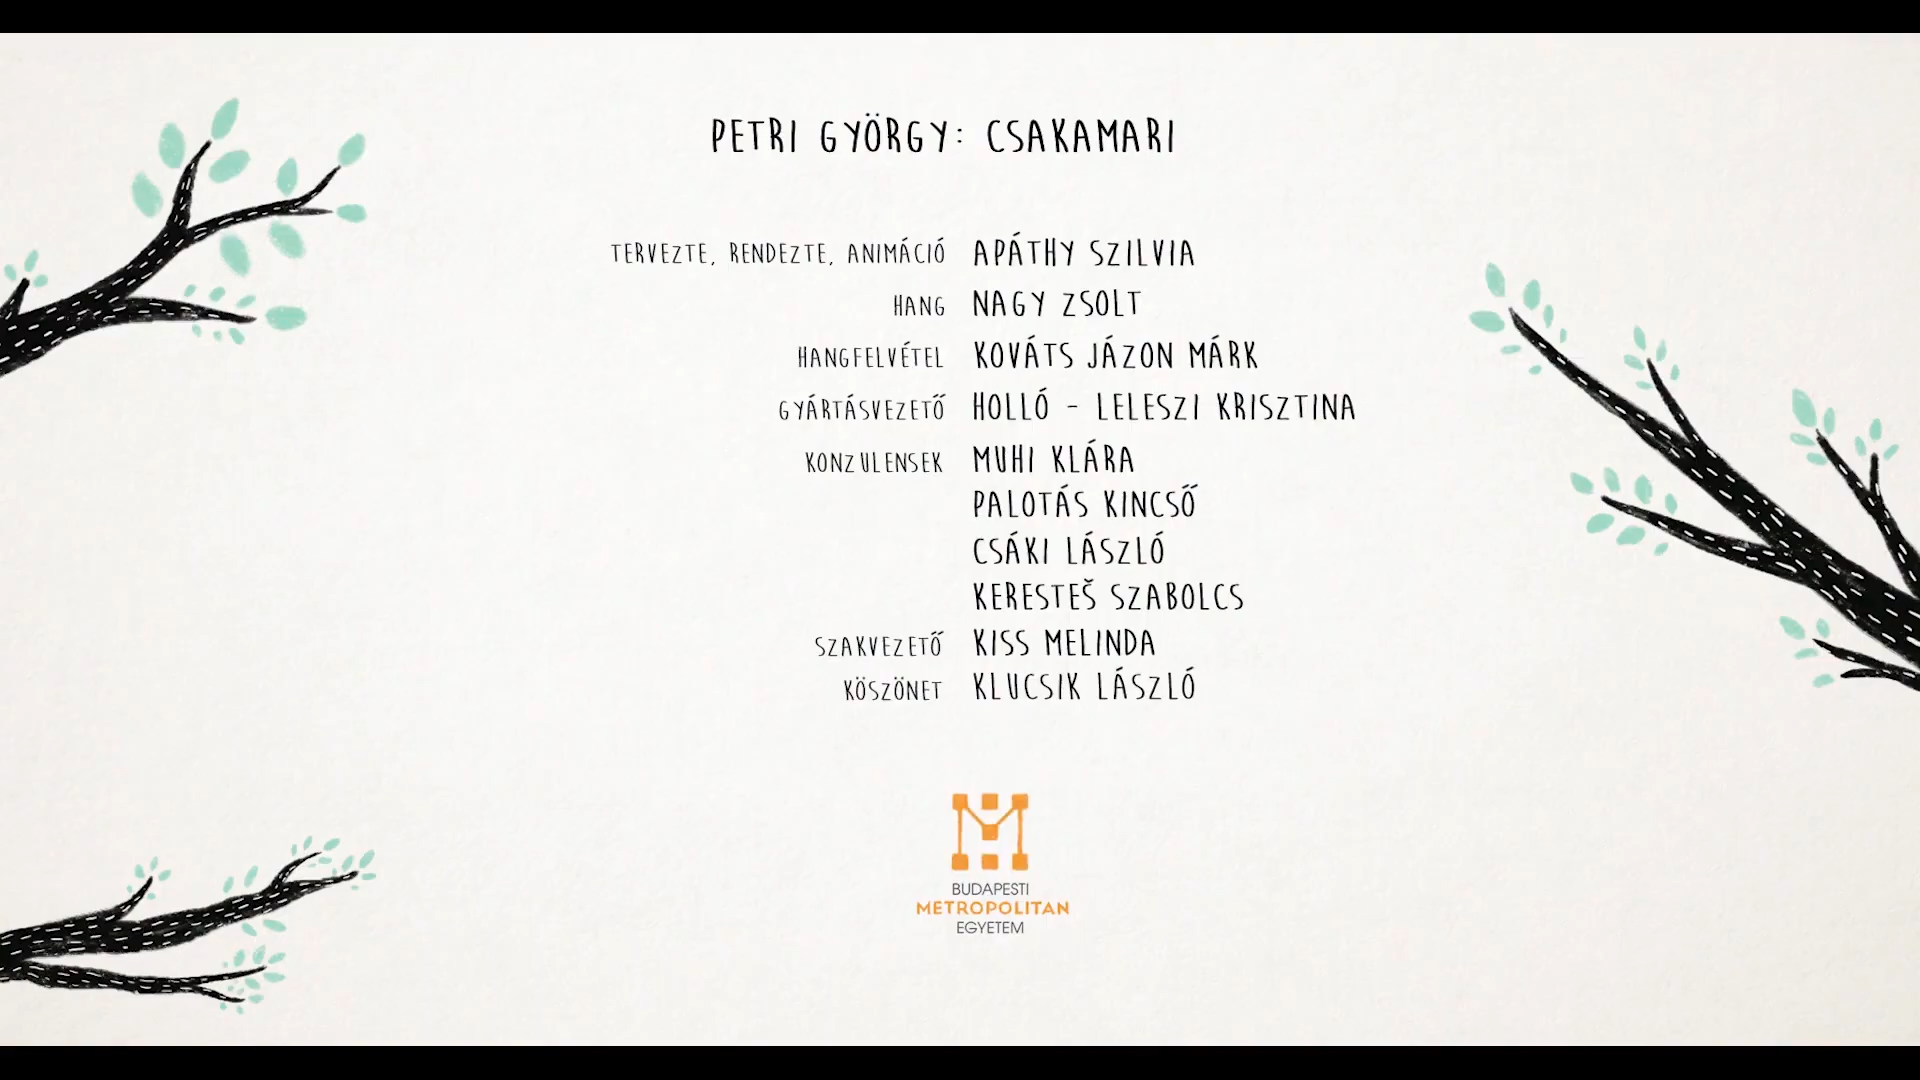 PETRI GYÖRGY: CSAKAMARI
TERVEZTE, RENDEZTE, ANIMÁCIÓ APÁTHY SZILVIA
HANG NAGY ZSOLT
HANGFELVÉTEL KOVÁTS JÁZON MÁRK
GYÁRTÁSVEZETŐ HOLLÓ - LELESZI KRISZTINA
KONZULENSEK MUHI KLÁRA
PALOTÁS KINCSŐ
CSÁKI LÁSZLÓ
KERESTEŠ SZABOLCS
SZAKVEZETŐ KISS MELINDA
KÖSZÖNET KLUCSIK LÁSZLÓ
BUDAPESTI
METROPOLITAN
EGYETEM